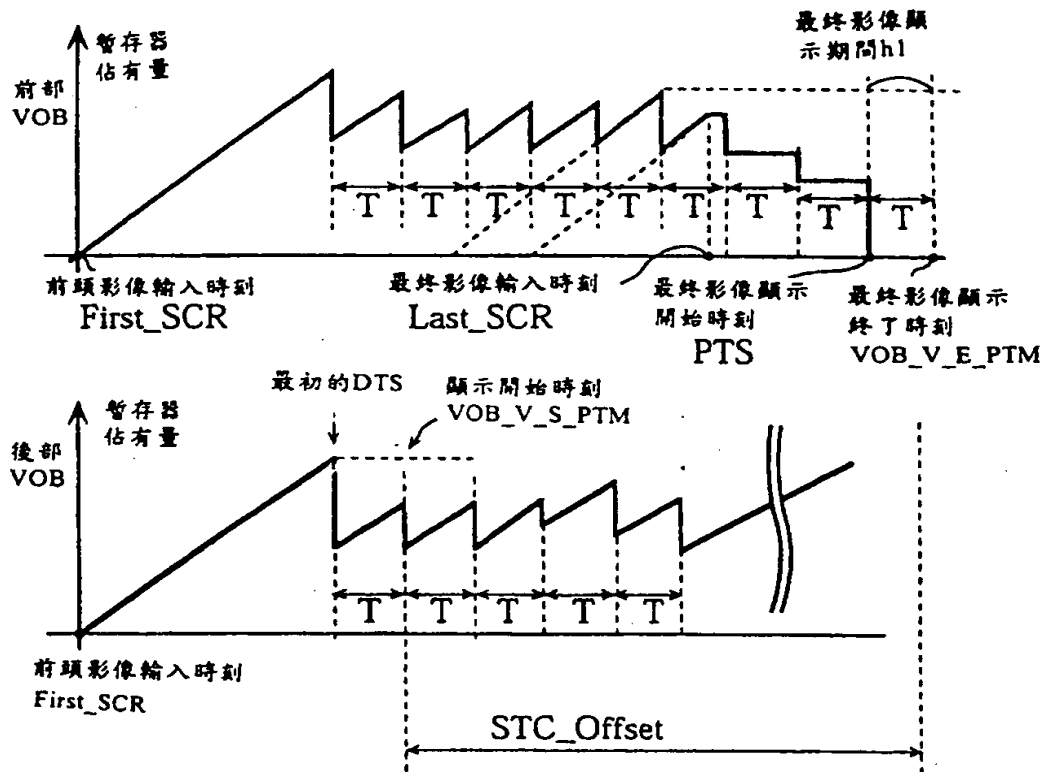 暫存器
佔有量
前部
VOB
最終影像顯
示期間h1
T T T T T T T T T
前頭影像輸入時刻
First_SCR
最終影像輸入時刻
Last_SCR
最終影像顯示
開始時刻
PTS
最終影像顯示
終了時刻
VOB_V_E_PTM
最初的DTS
顯示開始時刻
VOB_V_S_PTM
暫存器
佔有量
後部
VOB
T T T T T
前頭影像輸入時刻
First_SCR
STC_Offset